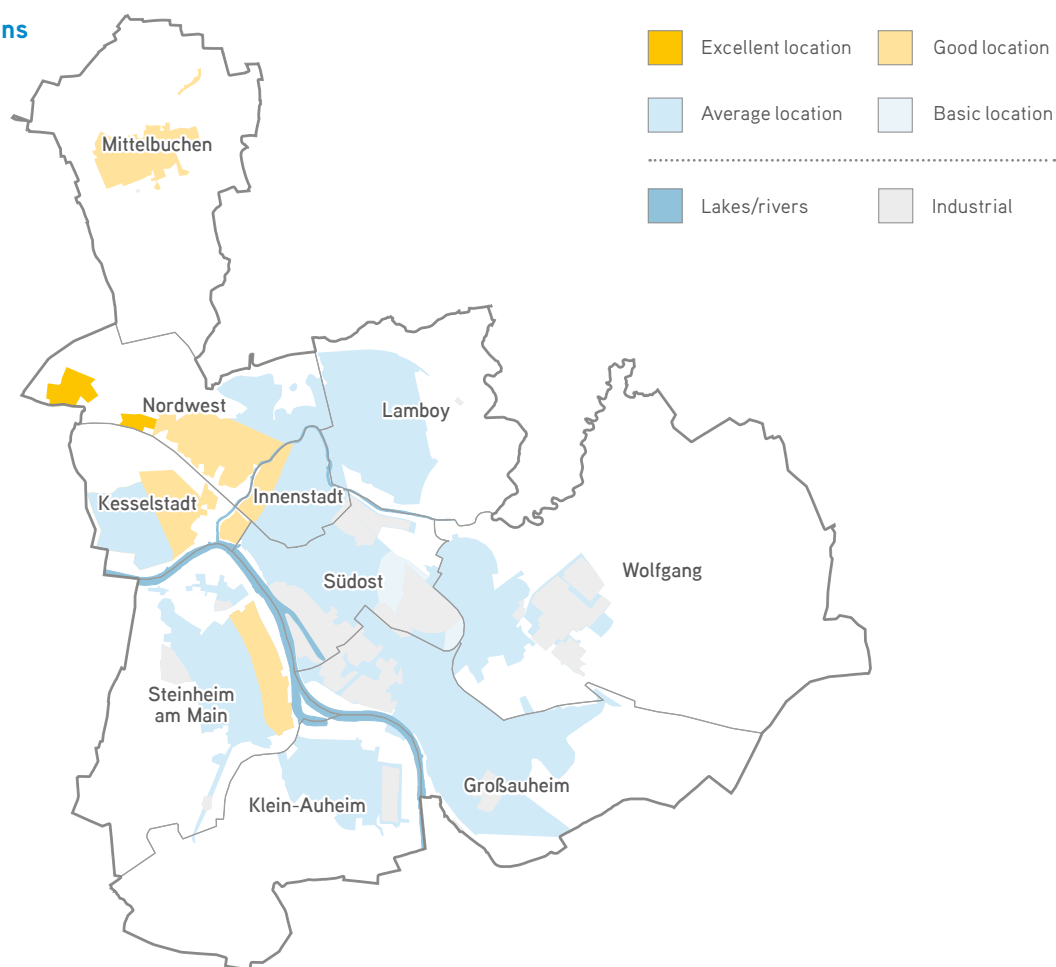 ns
Excellent location
Good location
Average location
Basic location
Lakes/rivers
Industrial
Mittelbuchen
Nordwest
Lamboy
Kesselstadt
Innenstadt
Südost
Wolfgang
Steinheim
am Main
Großauheim
Klein-Auheim